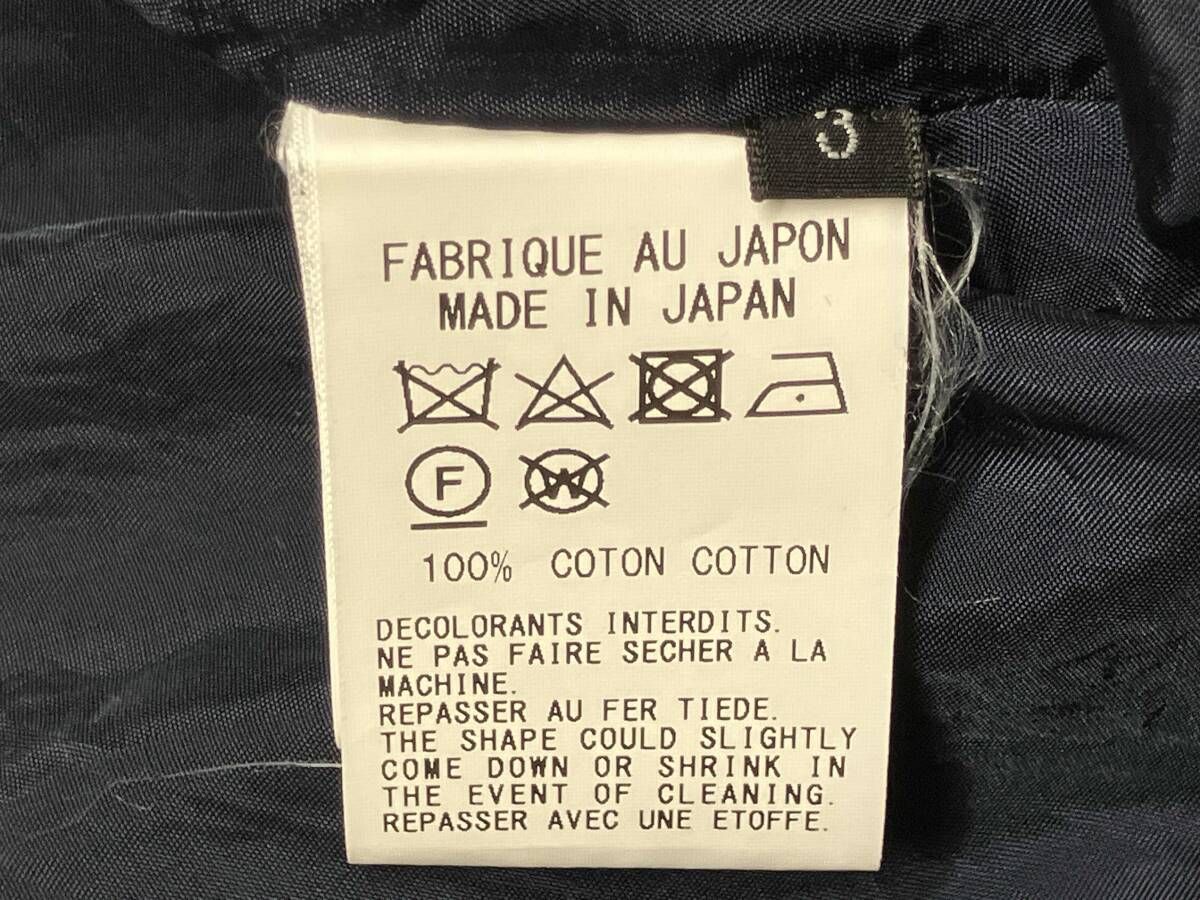 3
FABRIQUE AU JAPON
MADE IN JAPAN
F W
100% COTON COTTON
DECOLORANTS INTERDITS.
NE PAS FAIRE SECHER A LA
MACHINE.
REPASSER AU FER TIEDE.
THE SHAPE COULD SLIGHTLY
COME DOWN OR SHRINK IN
THE EVENT OF CLEANING.
REPASSER AVEC UNE ETOFFE.